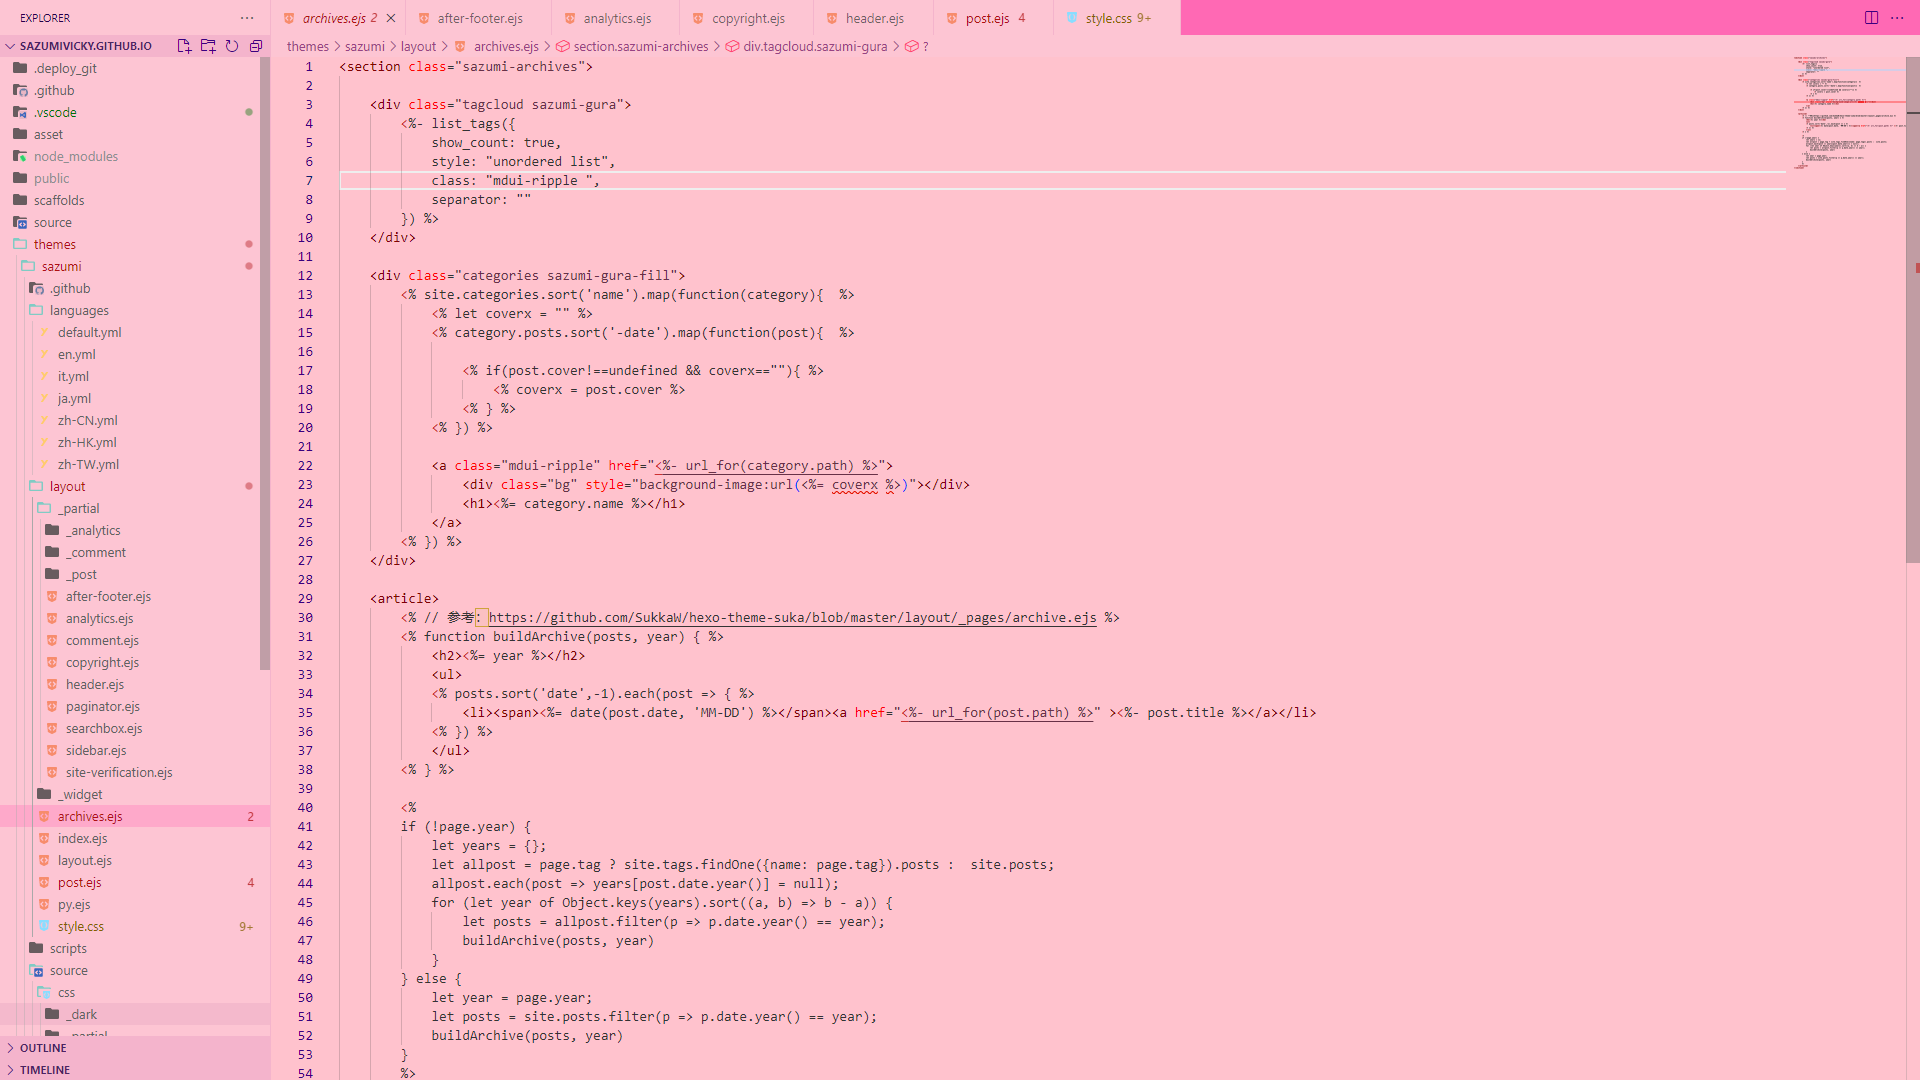 EXPLORER
SAZUMIVICKY.GITHUB.IO
.deploy_git
.github
.vscode
asset
node_modules
public
scaffolds
source
themes
sazumi
.github
languages
default.yml
en.yml
it.yml
ja.yml
zh-CN.yml
zh-HK.yml
zh-TW.yml
layout
_partial
_analytics
_comment
_post
after-footer.ejs
analytics.ejs
comment.ejs
copyright.ejs
header.ejs
paginator.ejs
searchbox.ejs
sidebar.ejs
site-verification.ejs
_widget
archives.ejs 2
index.ejs
layout.ejs
post.ejs 4
py.ejs
style.css 9+
scripts
source
css
_dark
_partial
OUTLINE
TIMELINE
archives.ejs 2 after-footer.ejs analytics.ejs copyright.ejs header.ejs post.ejs 4 style.css 9+
themes > sazumi > layout > archives.ejs > section.sazumi-archives > div.tagcloud.sazumi-gura > ?
1 <section class="sazumi-archives">
2
3 <div class="tagcloud sazumi-gura">
4 <%- list_tags({
5 show_count: true,
6 style: "unordered list",
7 class: "mdui-ripple ",
8 separator: ""
9 }) %>
10 </div>
11
12 <div class="categories sazumi-gura-fill">
13 <% site.categories.sort('name').map(function(category){  %>
14 <% let coverx = "" %>
15 <% category.posts.sort('-date').map(function(post){  %>
16
17 <% if(post.cover!==undefined && coverx==""){ %>
18 <% coverx = post.cover %>
19 <% } %>
20 <% }) %>
21
22 <a class="mdui-ripple" href="<%- url_for(category.path) %>">
23 <div class="bg" style="background-image:url(<%= coverx %>)"></div>
24 <h1><%= category.name %></h1>
25 </a>
26 <% }) %>
27 </div>
28
29 <article>
30 <% // 参考：https://github.com/SukkaW/hexo-theme-suka/blob/master/layout/_pages/archive.ejs %>
31 <% function buildArchive(posts, year) { %>
32 <h2><%= year %></h2>
33 <ul>
34 <% posts.sort('date',-1).each(post => { %>
35 <li><span><%= date(post.date, 'MM-DD') %></span><a href="<%- url_for(post.path) %>" ><%- post.title %></a></li>
36 <% }) %>
37 </ul>
38 <% } %>
39
40 <%
41 if (!page.year) {
42 let years = {};
43 let allpost = page.tag ? site.tags.findOne({name: page.tag}).posts :  site.posts;
44 allpost.each(post => years[post.date.year()] = null);
45 for (let year of Object.keys(years).sort((a, b) => b - a)) {
46 let posts = allpost.filter(p => p.date.year() == year);
47 buildArchive(posts, year)
48 }
49 } else {
50 let year = page.year;
51 let posts = site.posts.filter(p => p.date.year() == year);
52 buildArchive(posts, year)
53 }
54 %>